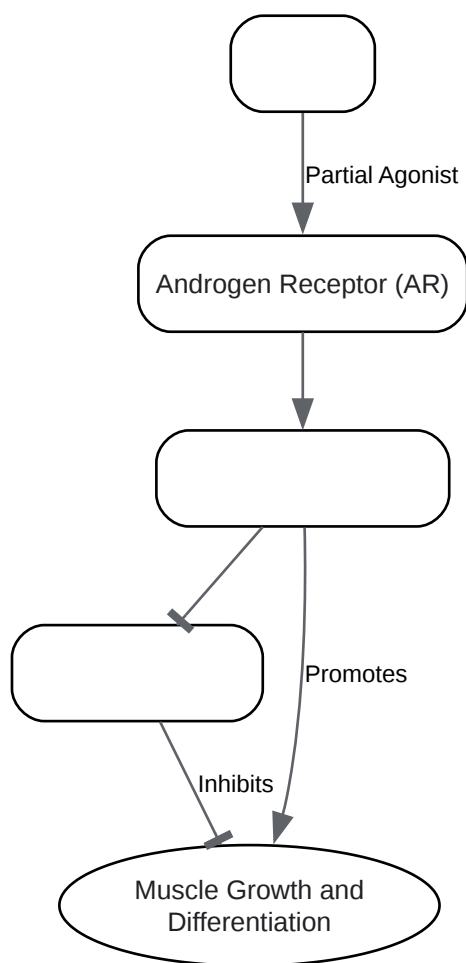 Partial Agonist
Androgen Receptor (AR)
Promotes
Inhibits
Muscle Growth and
Differentiation